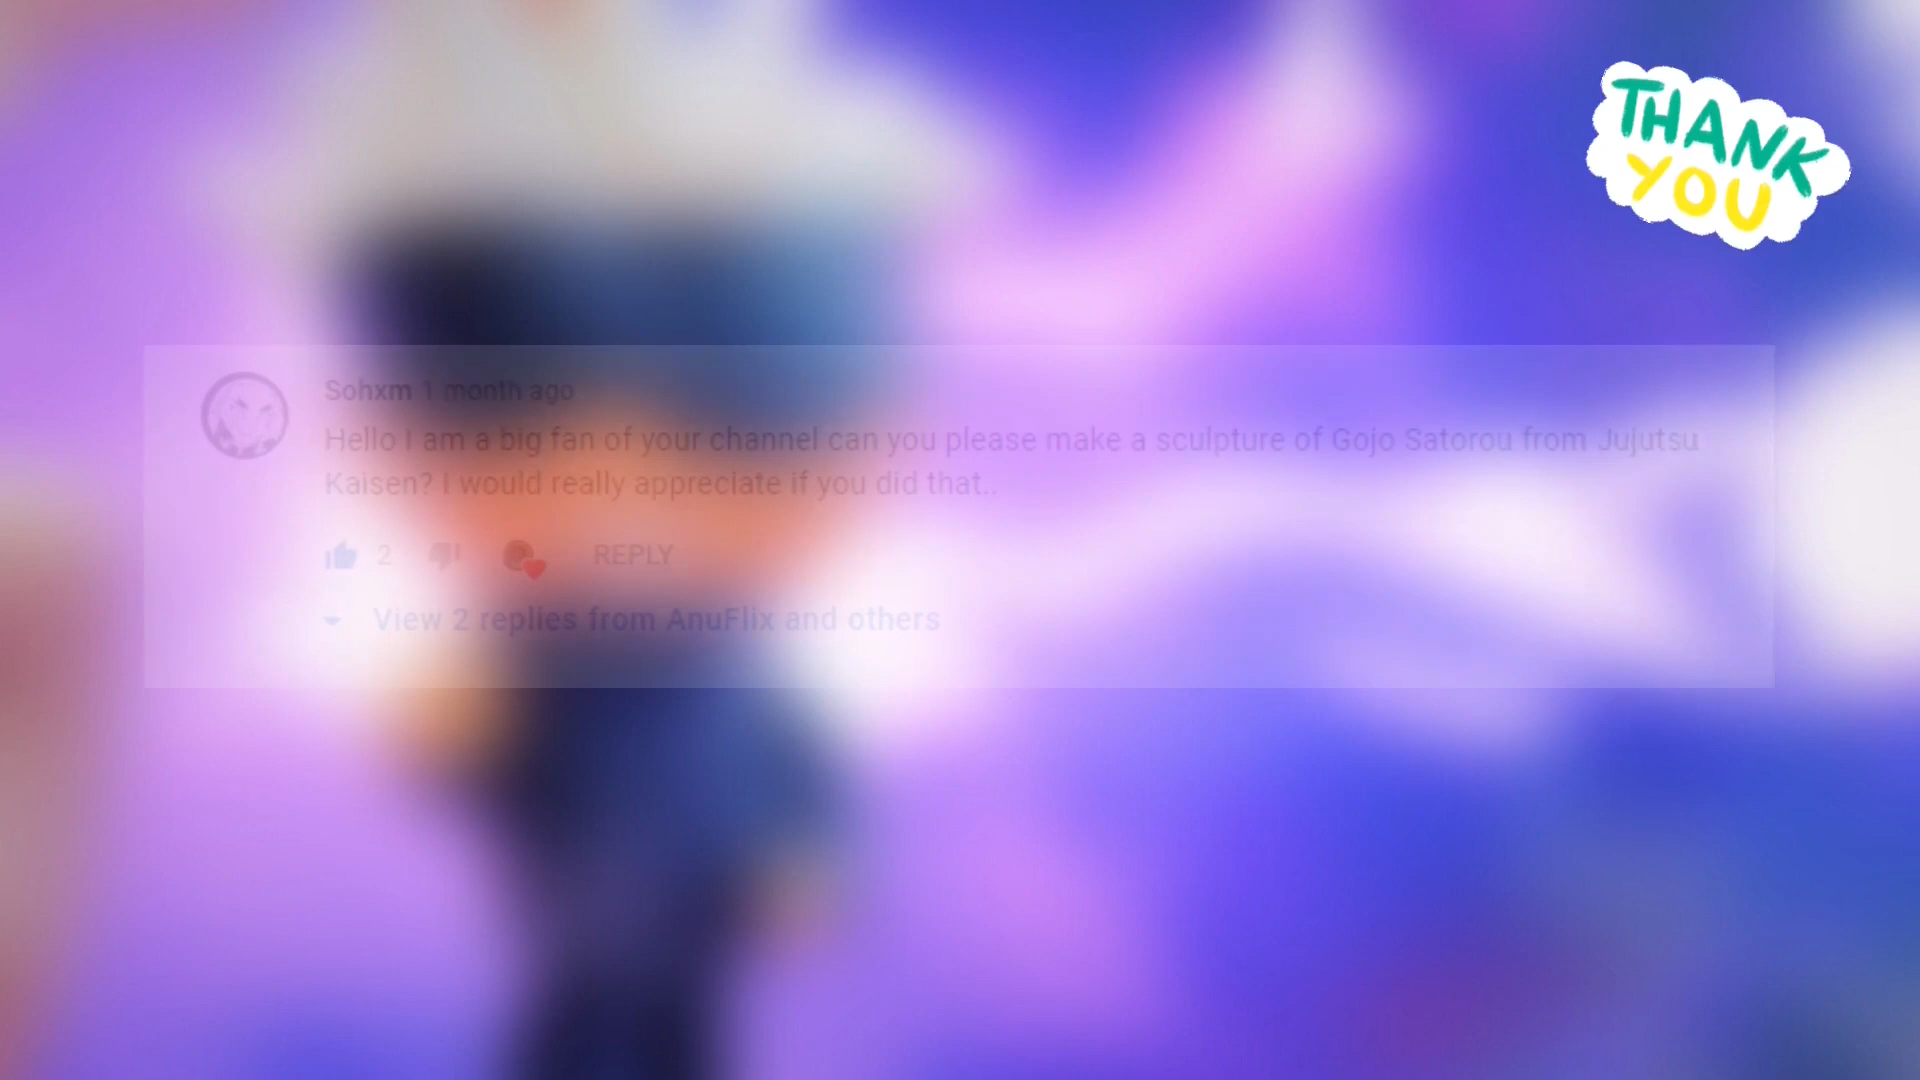 THANK
YOU
Sohxm 1 month ago
Hello I am a big fan of your channel can you please make a sculpture of Gojo Satorou from Jujutsu
Kaisen? I would really appreciate if you did that..
2 REPLY
View 2 replies from AnuFlix and others